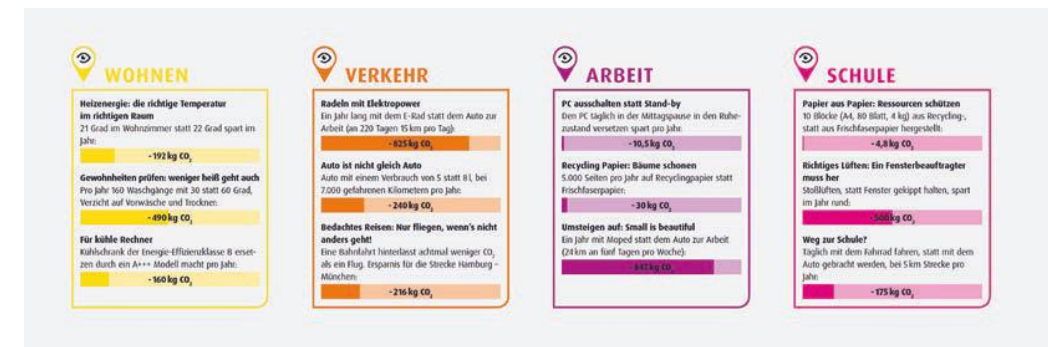 WOHNEN
Heizenergie: die richtige Temperatur
im richtigen Raum
21 Grad im Wohnzimmer statt 22 Grad spart im
Jahr:
-192 kg CO2
Gewohnheiten prüfen: weniger heiß geht auch
Pro Jahr 160 Waschgänge mit 30 statt 60 Grad,
Verzicht auf Vorwäsche und Trockner:
-490 kg CO2
Für kühle Rechner
Kühlschrank der Energie-Effizienzklasse B erset-
zen durch ein A+++ Modell macht pro Jahr:
-160 kg CO2
VERKEHR
Radeln mit Elektropower
Ein Jahr lang mit dem E-Rad statt dem Auto zur
Arbeit (an 220 Tagen 15 km pro Tag):
-825 kg CO2
Auto ist nicht gleich Auto
Auto mit einem Verbrauch von 5 statt 8 l, bei
7.000 gefahrenen Kilometern pro Jahr:
-240 kg CO2
Bedachtes Reisen: Nur fliegen, wenn's nicht
anders geht!
Eine Bahnfahrt hinterlässt achtmal weniger CO2
als ein Flug. Ersparnis für die Strecke Hamburg –
München:
-216 kg CO2
ARBEIT
PC ausschalten statt Stand-by
Den PC täglich in der Mittagspause in den Ruhe-
zustand versetzen spart pro Jahr:
-10,5 kg CO2
Recycling Papier: Bäume schonen
5.000 Seiten pro Jahr auf Recyclingpapier statt
Frischfaserpapier:
-30 kg CO2
Umsteigen auf: Small is beautiful
Ein Jahr mit Moped statt dem Auto zur Arbeit
(24 km an fünf Tagen pro Woche):
kg CO2
SCHULE
Papier aus Papier: Ressourcen schützen
10 Blöcke (A4, 80 Blatt, 4 kg) aus Recycling-,
statt aus Frischfaserpapier hergestellt:
-4,8 kg CO2
Richtiges Lüften: Ein Fensterbeauftragter
muss her
Stoßlüften, statt Fenster gekippt halten, spart
im Jahr rund:
-500 kg CO2
Weg zur Schule?
Täglich mit dem Fahrrad fahren, statt mit dem
Auto gebracht werden, bei 5 km Strecke pro
Jahr:
-175 kg CO2